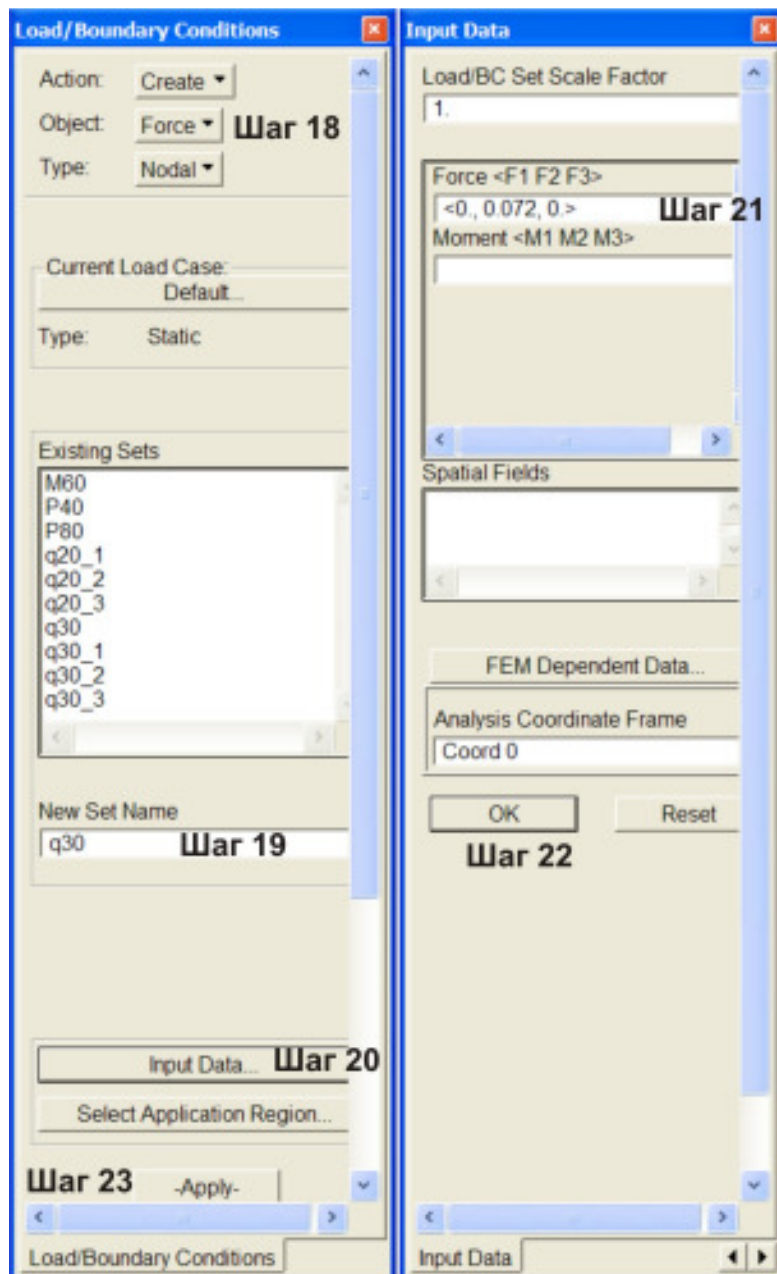 Load/Boundary Conditions
Action: Create
Object: Force Шаг 18
Type: Nodal
Current Load Case:
Default...
Type: Static
Existing Sets
M60
P40
P80
q20_1
q20_2
q20_3
q30
q30_1
q30_2
q30_3
New Set Name
q30 Шаг 19
Input Data... Шаг 20
Select Application Region...
Шаг 23 -Apply-
Load/Boundary Conditions
Input Data
Load/BC Set Scale Factor
1.
Force <F1 F2 F3>
<0., 0.072, 0.> Шаг 21
Moment <M1 M2 M3>
Spatial Fields
FEM Dependent Data...
Analysis Coordinate Frame
Coord 0
OK Reset
Шаг 22
Input Data